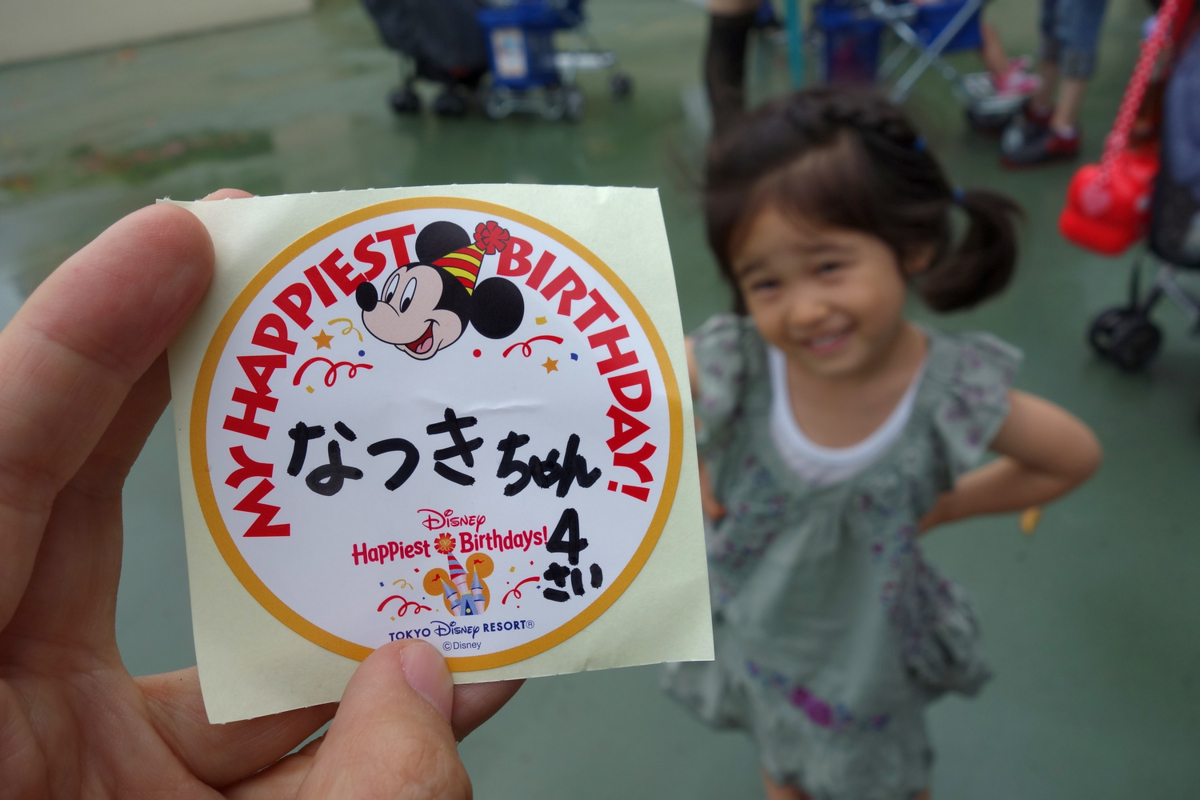 MY HAPPIEST BIRTHDAY!
なつきちゃん
4
さい
Disney
Happiest Birthdays!
TOKYO Disney RESORT®
©Disney